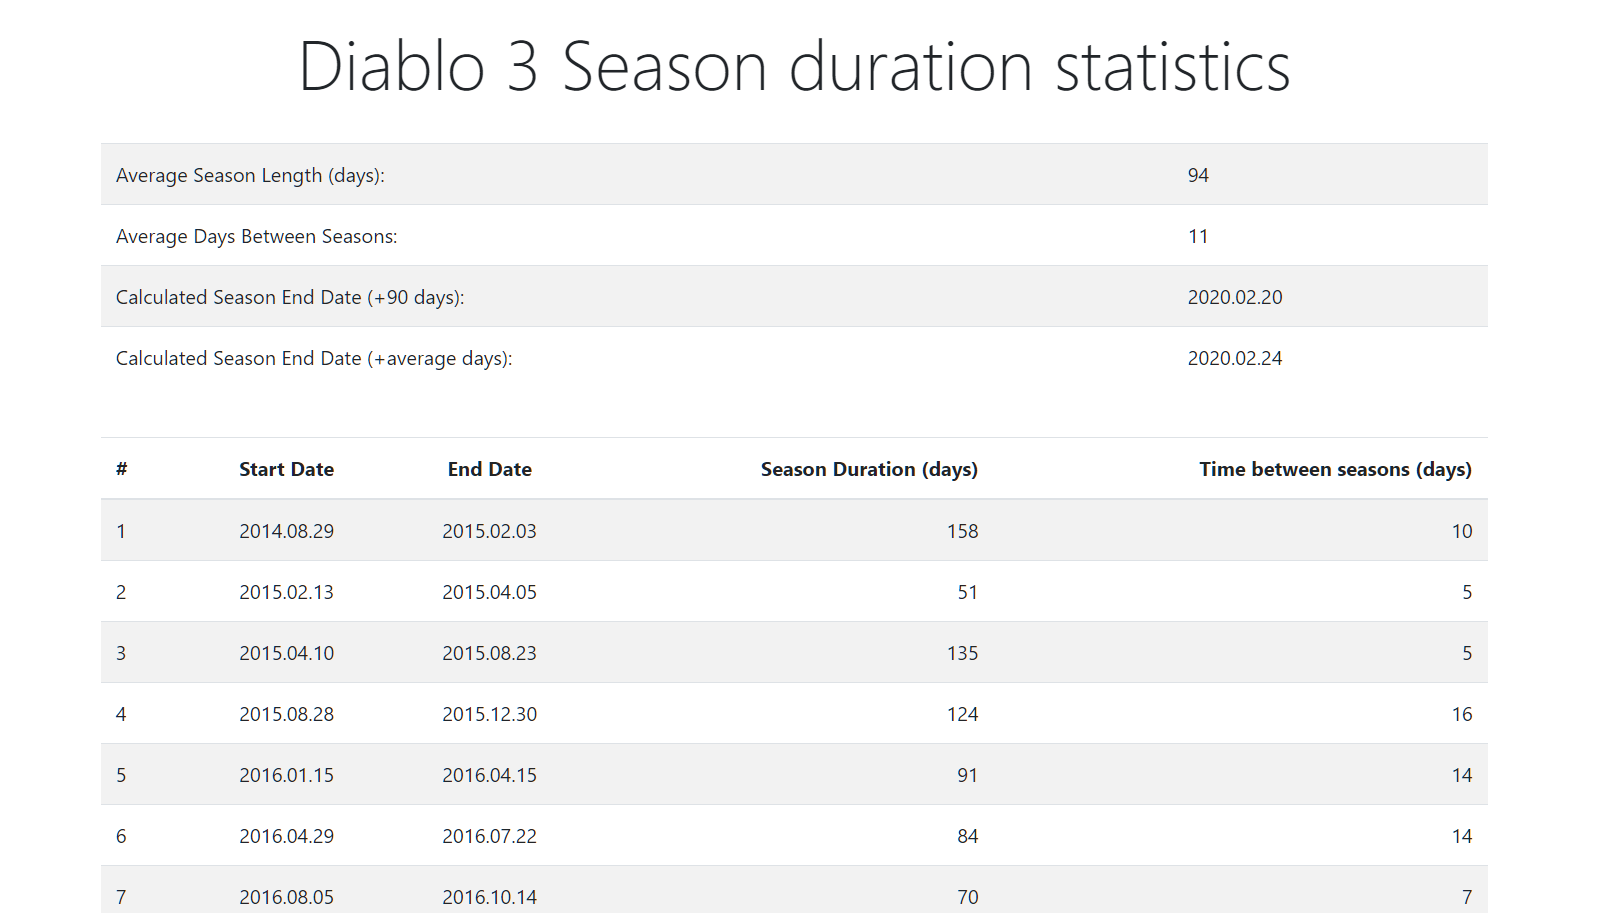 Diablo 3 Season duration statistics
Average Season Length (days): 94
Average Days Between Seasons: 11
Calculated Season End Date (+90 days): 2020.02.20
Calculated Season End Date (+average days): 2020.02.24
# Start Date End Date Season Duration (days) Time between seasons (days)
1 2014.08.29 2015.02.03 158 10
2 2015.02.13 2015.04.05 51 5
3 2015.04.10 2015.08.23 135 5
4 2015.08.28 2015.12.30 124 16
5 2016.01.15 2016.04.15 91 14
6 2016.04.29 2016.07.22 84 14
7 2016.08.05 2016.10.14 70 7